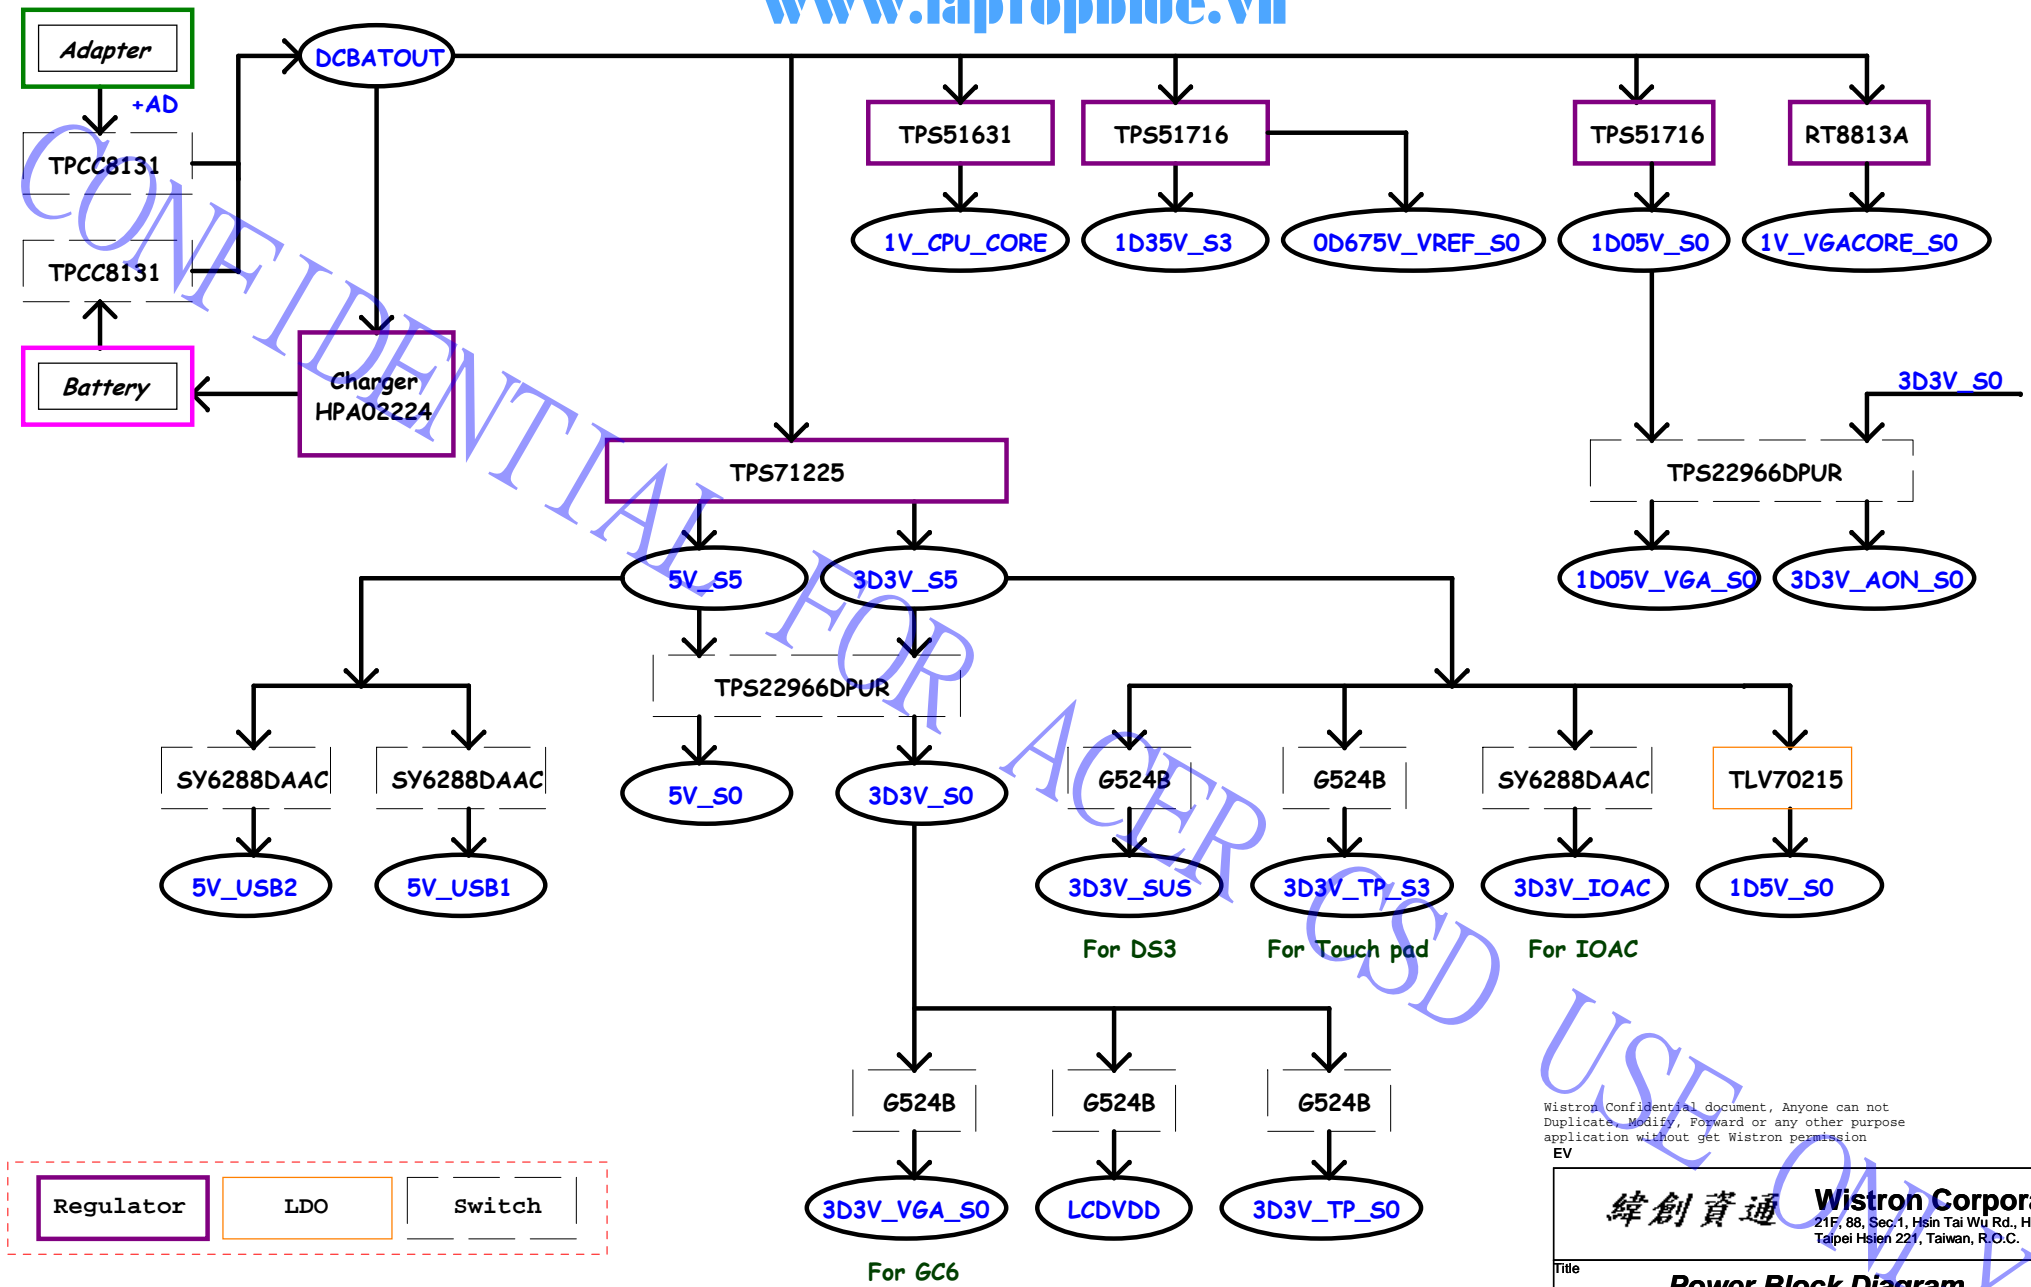 www.laptopblue.vn
Adapter
DCBATOUT
+AD
TPCC8131
TPS51631
TPS51716
TPS51716
RT8813A
1V_CPU_CORE
1D35V_S3
0D675V_VREF_S0
1D05V_S0
1V_VGACORE_S0
TPCC8131
Battery
Charger
HPA02224
3D3V_S0
TPS71225
TPS22966DPUR
5V_S5
3D3V_S5
1D05V_VGA_S0
3D3V_AON_S0
TPS22966DPUR
SY6288DAAC
SY6288DAAC
5V_S0
3D3V_S0
G524B
G524B
SY6288DAAC
TLV70215
5V_USB2
5V_USB1
3D3V_SUS
3D3V_TP_S3
3D3V_IOAC
1D5V_S0
For DS3
For Touch pad
For IOAC
G524B
G524B
G524B
3D3V_VGA_S0
LCDVDD
3D3V_TP_S0
For GC6
Regulator
LDO
Switch
CONFIDENTIAL FOR ACER CSD USE ONLY
Wistron Confidential document, Anyone can not
Duplicate, Modify, Forward or any other purpose
application without get Wistron permission
EV
緯創資通
Wistron Corpora
21F, 88, Sec.1, Hsin Tai Wu Rd., H
Taipei Hsien 221, Taiwan, R.O.C.
Title
Power Block Diagram